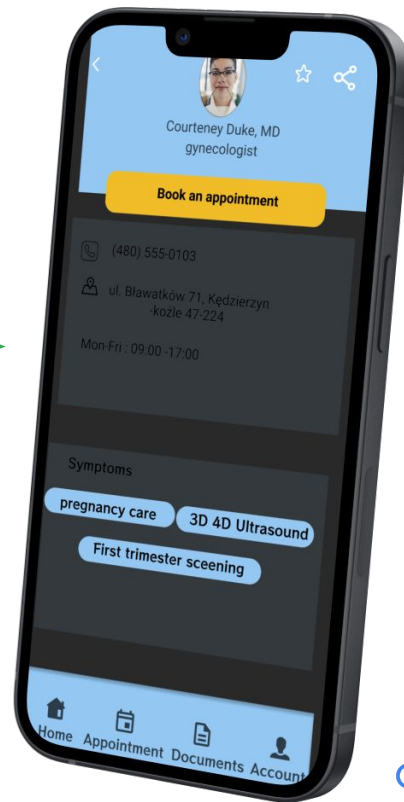 Courteney Duke, MD
gynecologist
Book an appointment
(480) 555-0103
ul. Bławatków 71, Kędzierzyn
-koźle 47-224
Mon-Fri : 09:00 -17:00
Symptoms
pregnancy care
3D 4D Ultrasound
First trimester sceening
Home
Appointment
Documents
Account